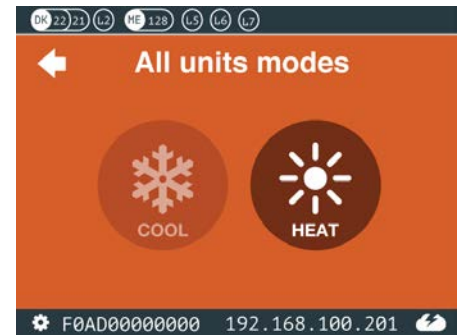 DK 22 21 L2 ME 128 L5 L6 L7
All units modes
COOL HEAT
F0AD00000000 192.168.100.201